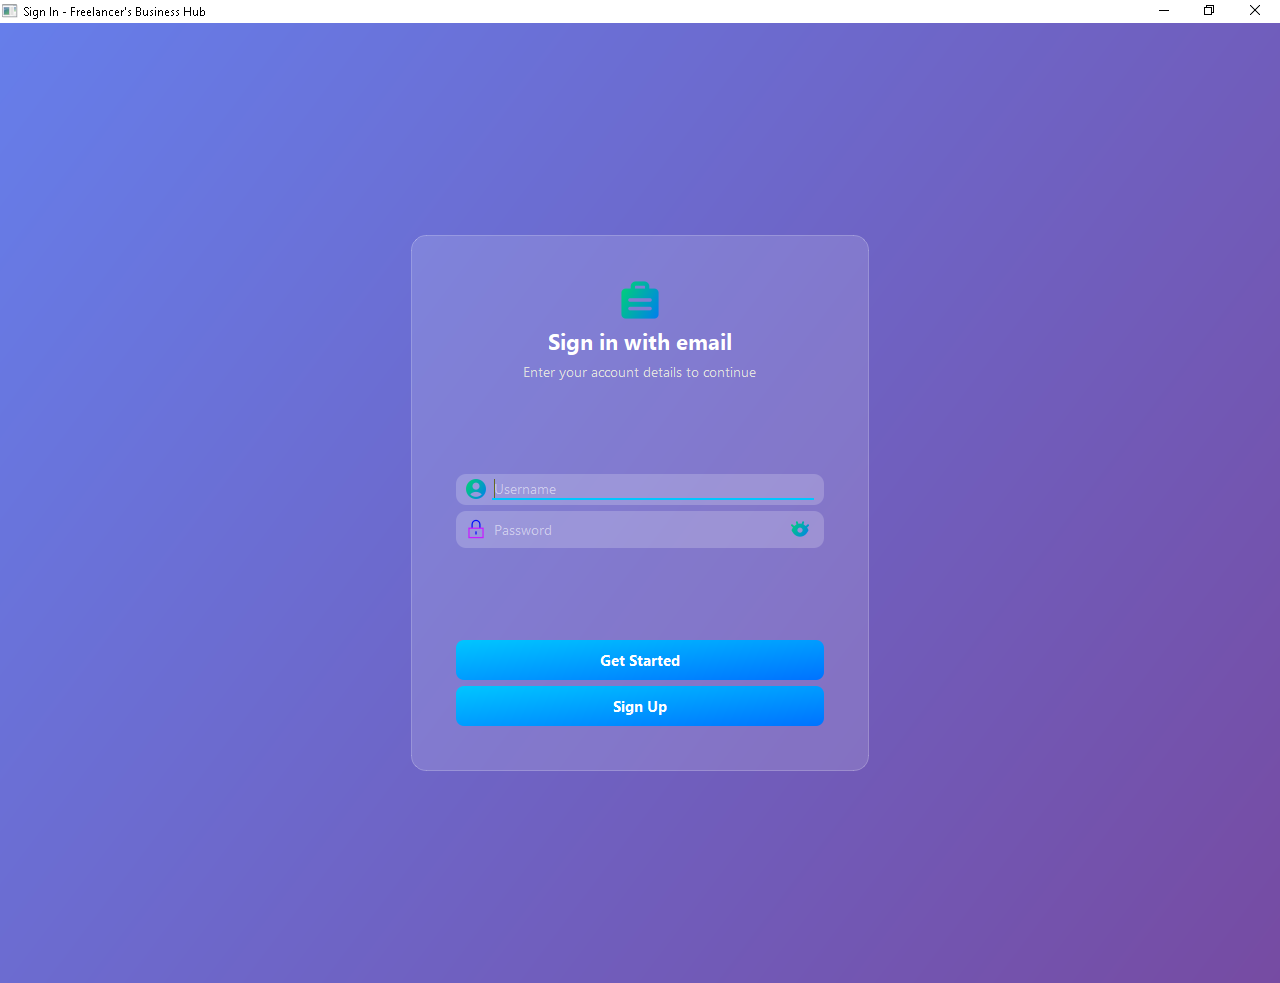 Sign In - Freelancer's Business Hub
Sign in with email
Enter your account details to continue
Username
Password
Get Started
Sign Up